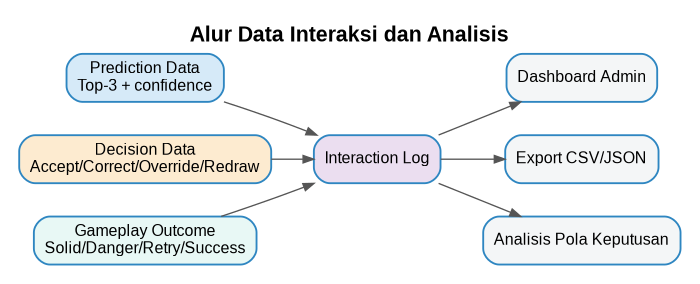 Alur Data Interaksi dan Analisis
Prediction Data
Top-3 + confidence
Decision Data
Accept/Correct/Override/Redraw
Gameplay Outcome
Solid/Danger/Retry/Success
Interaction Log
Dashboard Admin
Export CSV/JSON
Analisis Pola Keputusan